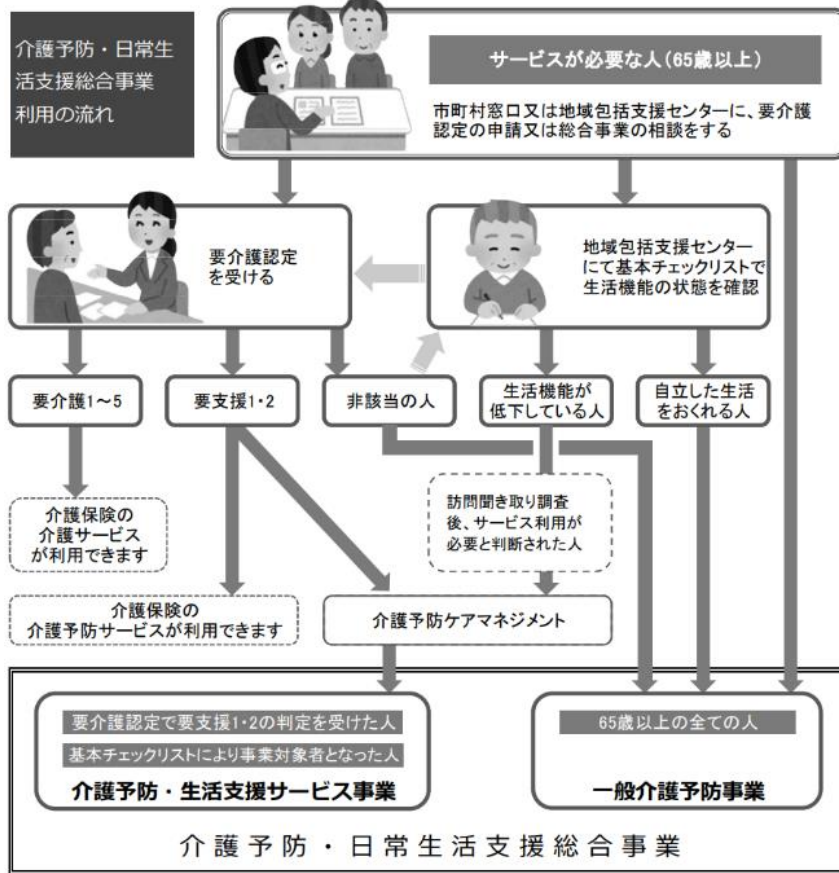 介護予防・日常生
活支援総合事業
利用の流れ
サービスが必要な人(65歳以上)
市町村窓口又は地域包括支援センターに、要介護
認定の申請又は総合事業の相談をする
要介護認定
を受ける
地域包括支援センター
にて基本チェックリストで
生活機能の状態を確認
要介護1～5
要支援1・2
非該当の人
生活機能が
低下している人
自立した生活
をおくれる人
介護保険の
介護サービス
が利用できます
訪問聞き取り調査
後、サービス利用が
必要と判断された人
介護保険の
介護予防サービスが利用できます
介護予防ケアマネジメント
要介護認定で要支援1・2の判定を受けた人
基本チェックリストにより事業対象者となった人
介護予防・生活支援サービス事業
65歳以上の全ての人
一般介護予防事業
介護予防・日常生活支援総合事業